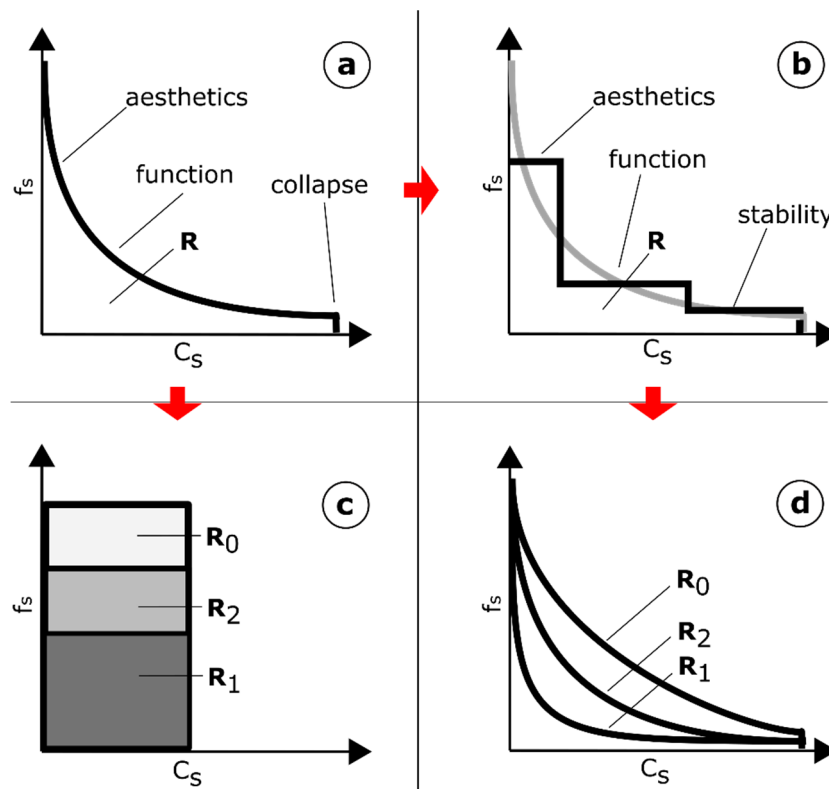 a
aesthetics
function
collapse
R
fs
Cs
b
aesthetics
function
stability
R
fs
Cs
c
R0
R2
R1
fs
Cs
d
R0
R2
R1
fs
Cs